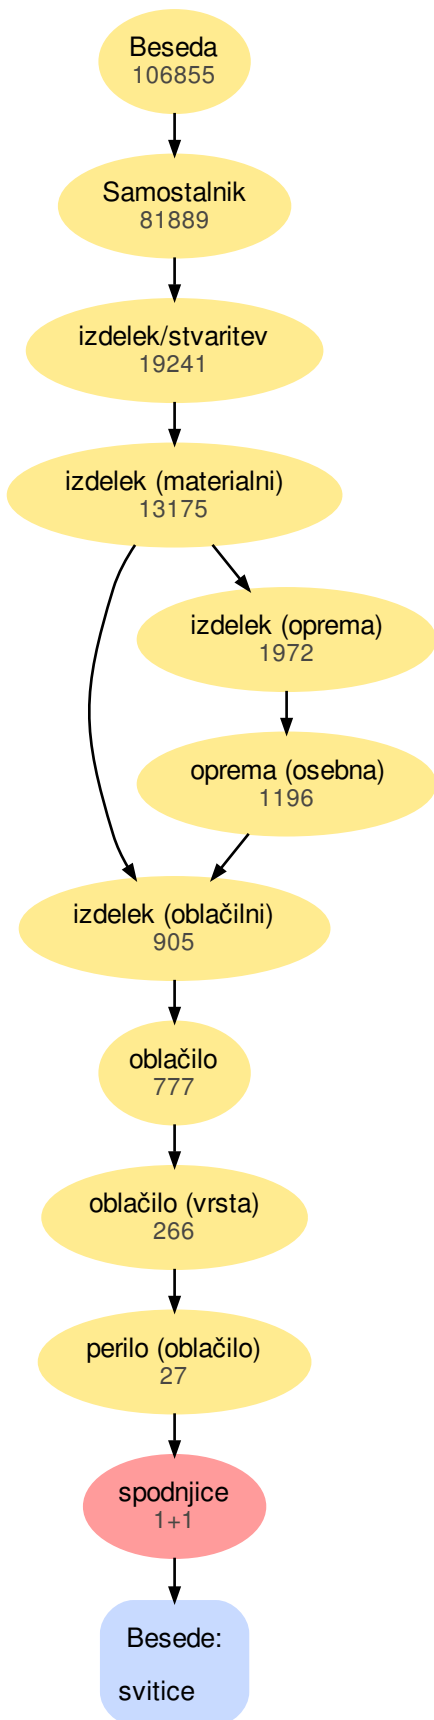 Beseda
106855
Samostalnik
81889
izdelek/stvaritev
19241
izdelek (materialni)
13175
izdelek (oprema)
1972
oprema (osebna)
1196
izdelek (oblačilni)
905
oblačilo
777
oblačilo (vrsta)
266
perilo (oblačilo)
27
spodnjice
1+1
Besede:
svitice